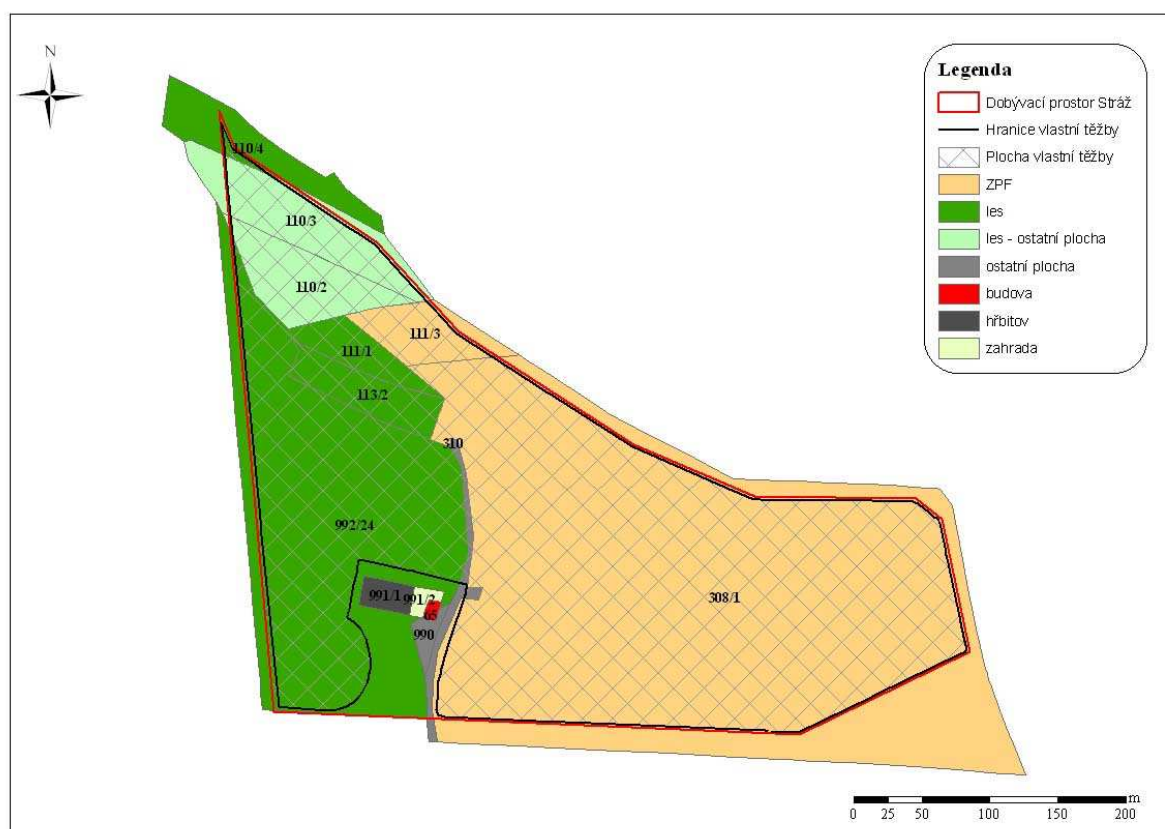 N
Legenda
Dobývací prostor Stráž
Hranice vlastní těžby
Plocha vlastní těžby
ZPF
les
les - ostatní plocha
ostatní plocha
budova
hřbitov
zahrada
110/4
110/3
110/2
111/3
111/1
113/2
310
992/24
991/1
991/2
65
990
308/1
m
0 25 50 100 150 200